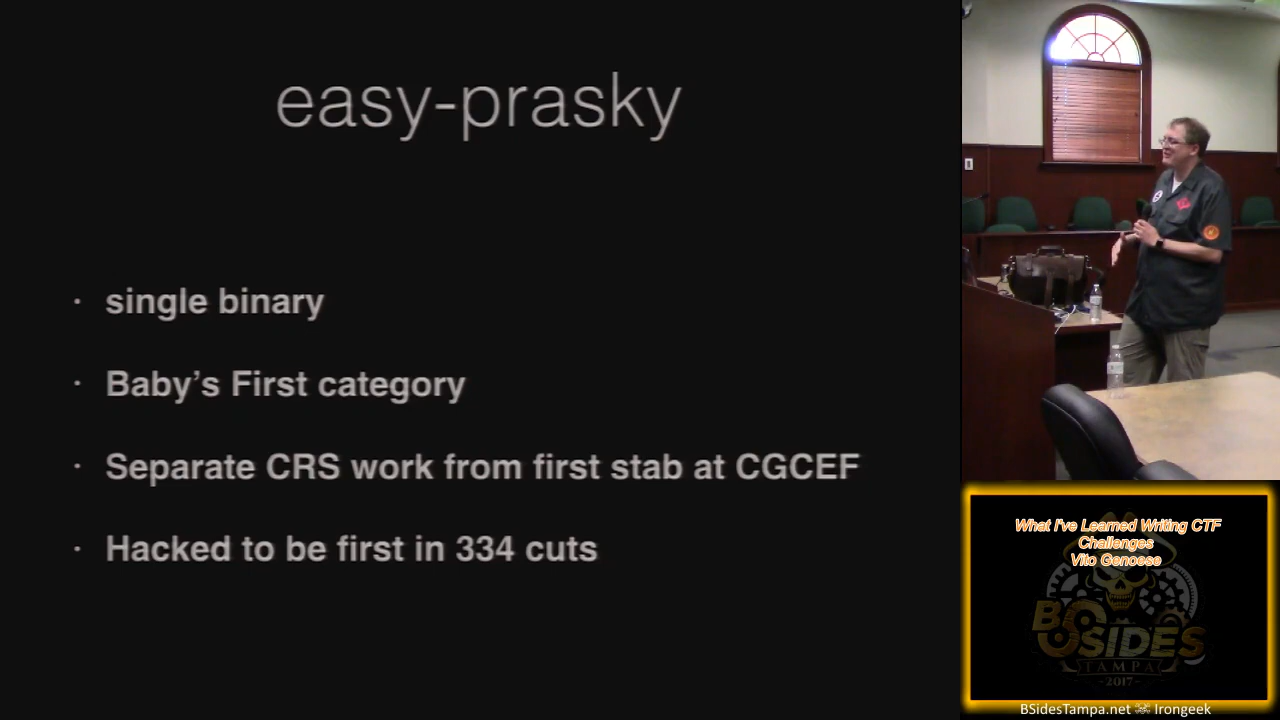 easy-prasky
· single binary
· Baby’s First category
· Separate CRS work from first stab at CGCEF
· Hacked to be first in 334 cuts
What I've Learned Writing CTF
Challenges
Vito Genoese
BSIDES
TAMPA
-2017-
BSidesTampa.net ☠ Irongeek